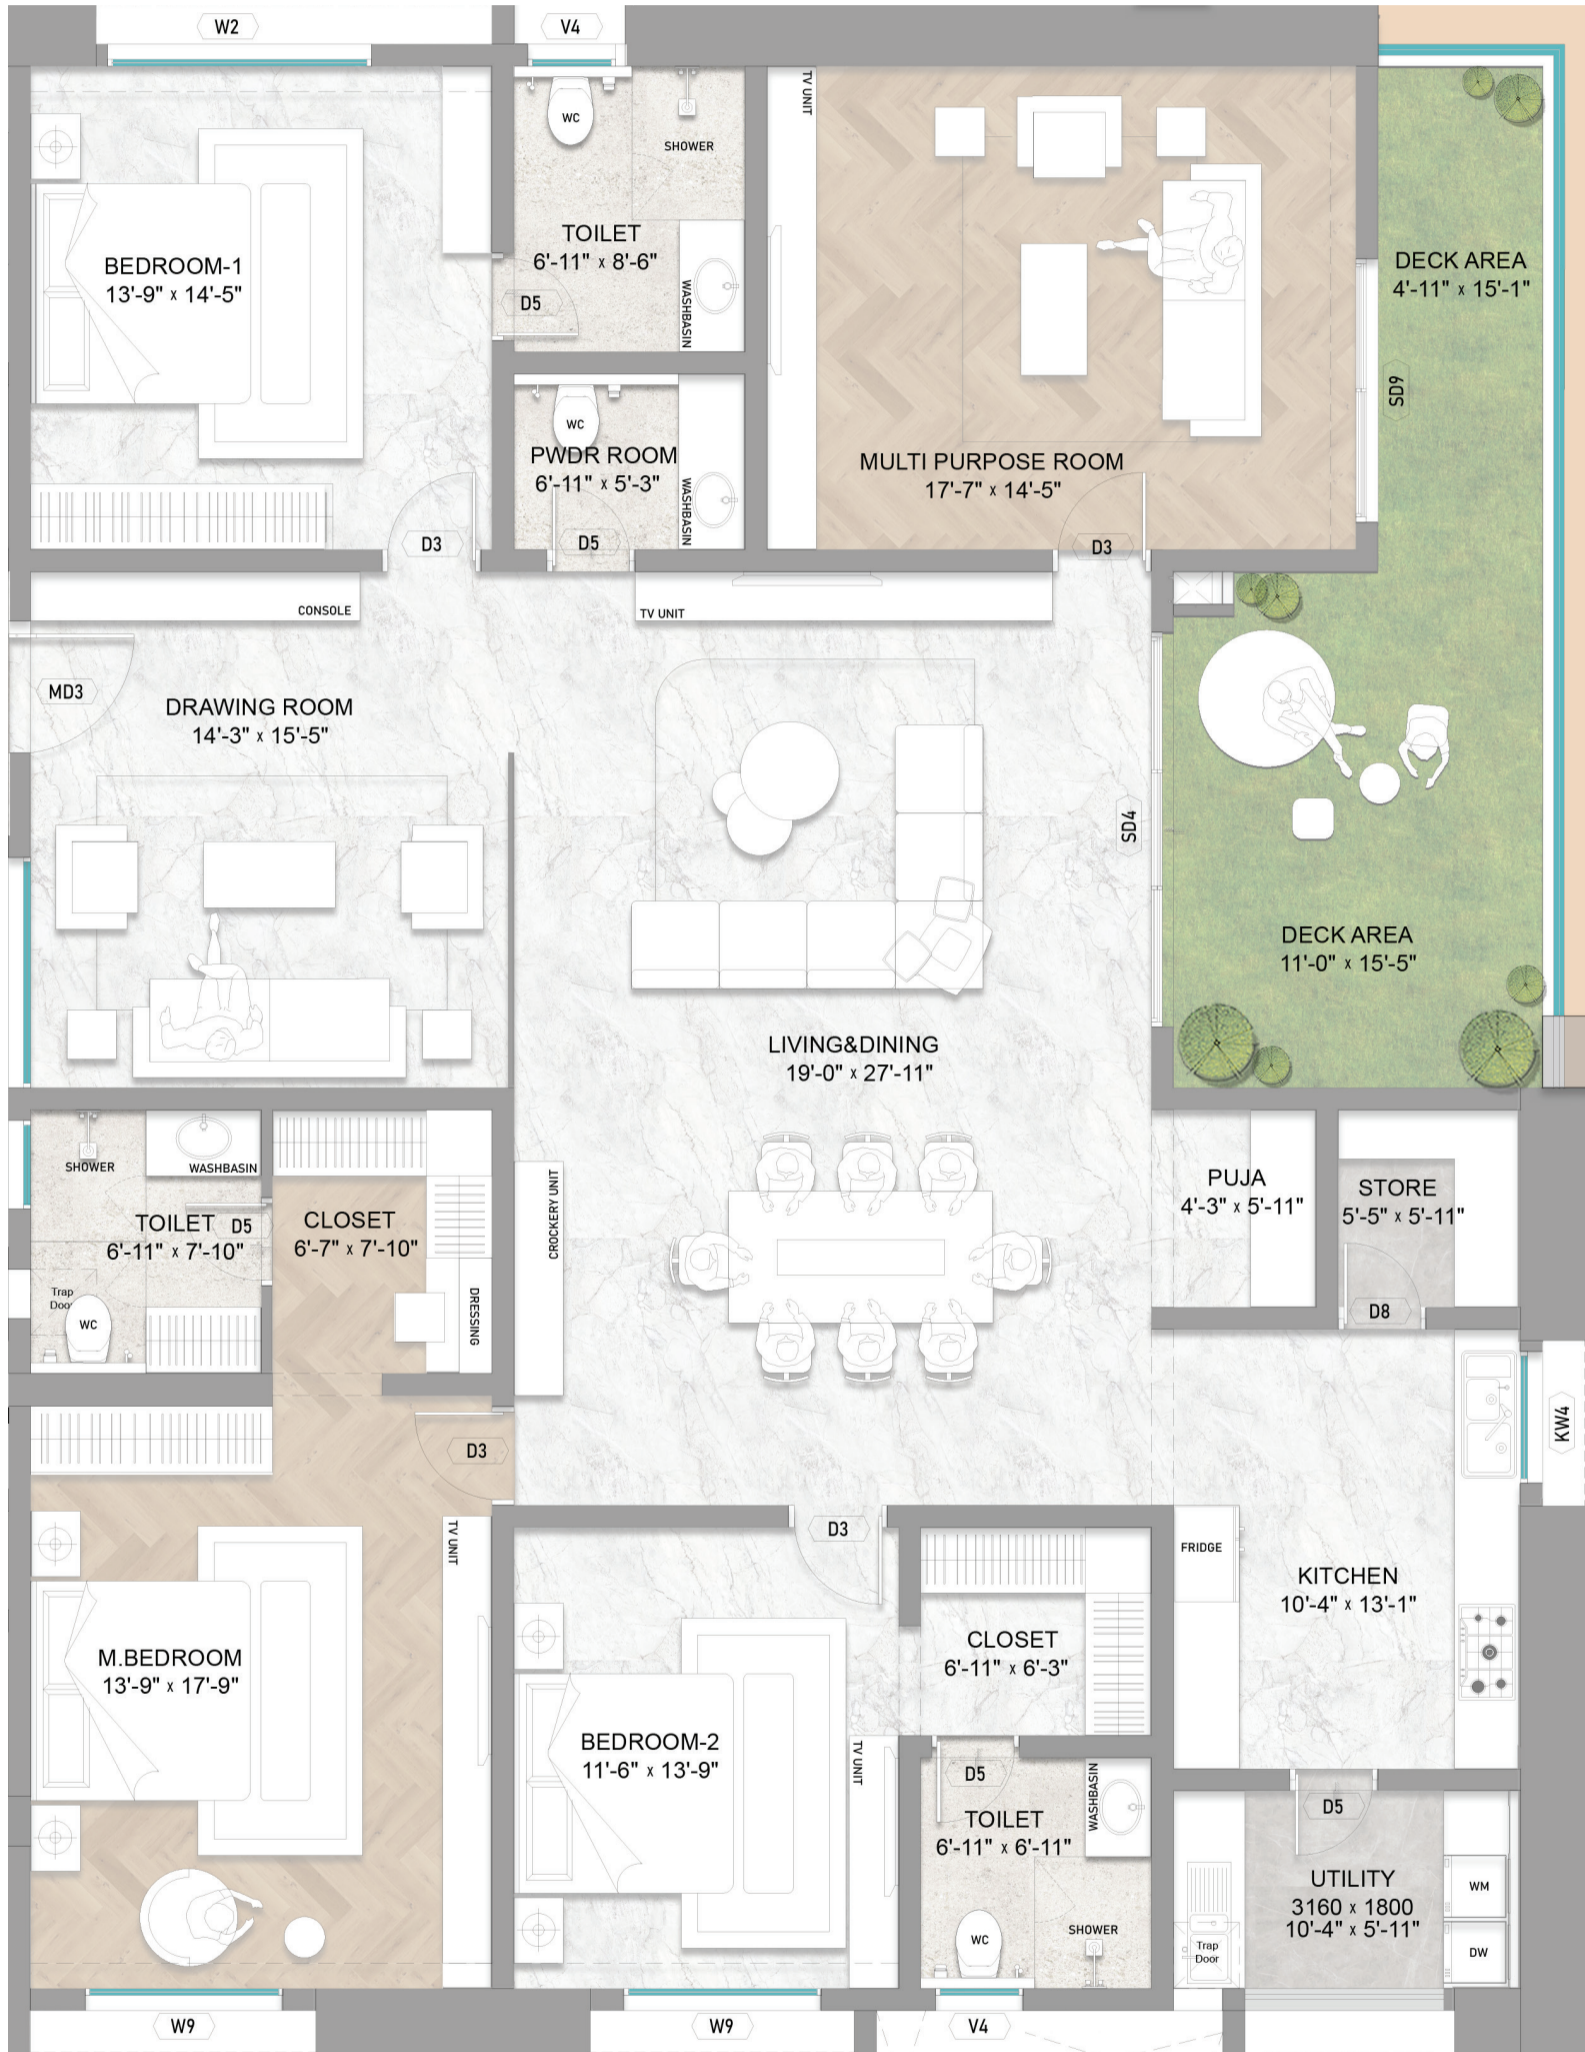 W2
V4
TV UNIT
WC
SHOWER
TOILET
6'-11" x 8'-6"
WASHBASIN
D5
BEDROOM-1
13'-9" x 14'-5"
DECK AREA
4'-11" x 15'-1"
SD9
WC
PWDR ROOM
6'-11" x 5'-3"
WASHBASIN
D5
MULTI PURPOSE ROOM
17'-7" x 14'-5"
D3
D3
CONSOLE
TV UNIT
MD3
DRAWING ROOM
14'-3" x 15'-5"
SD4
DECK AREA
11'-0" x 15'-5"
LIVING&DINING
19'-0" x 27'-11"
SHOWER
WASHBASIN
TOILET
6'-11" x 7'-10"
D5
CLOSET
6'-7" x 7'-10"
CROCKERY UNIT
PUJA
4'-3" x 5'-11"
STORE
5'-5" x 5'-11"
Trap
Door
WC
DRESSING
D8
KW4
D3
TV UNIT
D3
FRIDGE
KITCHEN
10'-4" x 13'-1"
CLOSET
6'-11" x 6'-3"
M.BEDROOM
13'-9" x 17'-9"
BEDROOM-2
11'-6" x 13'-9"
TV UNIT
D5
WASHBASIN
TOILET
6'-11" x 6'-11"
D5
UTILITY
3160 x 1800
10'-4" x 5'-11"
WM
WC
SHOWER
Trap
Door
DW
W9
W9
V4